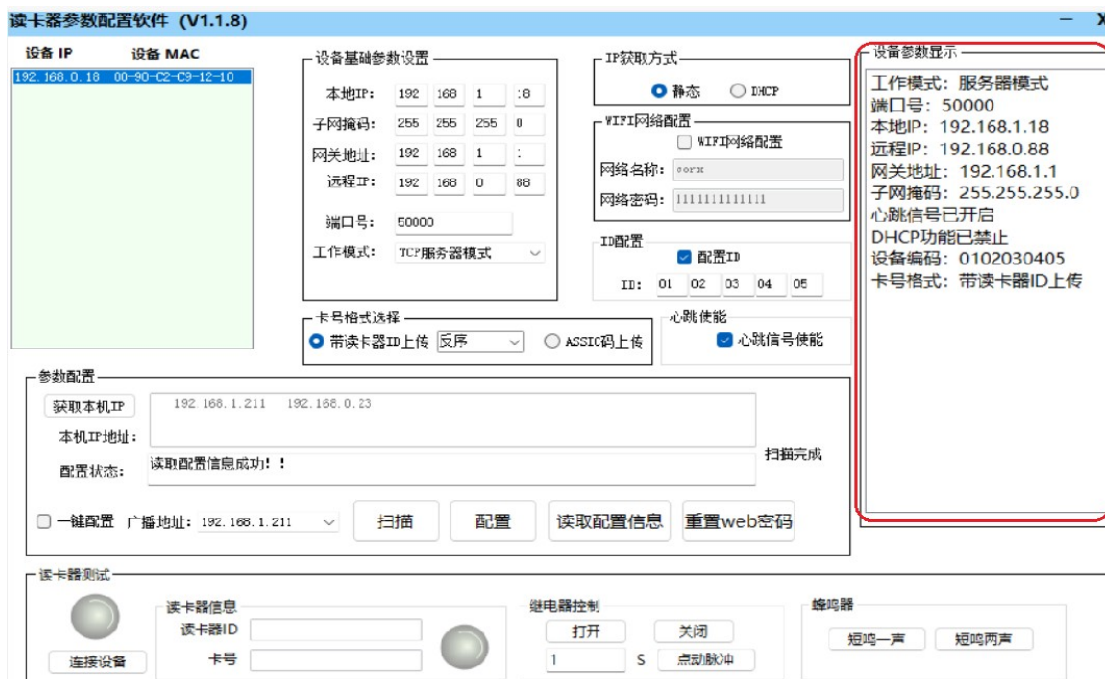 读卡器参数配置软件 (V1.1.8)
设备 IP 设备 MAC
192.168.0.18 00-90-C2-C9-12-10
设备基础参数设置
本地IP: 192 168 1 18
子网掩码: 255 255 255 0
网关地址: 192 168 1 1
远程IP: 192 168 0 88
端口号: 50000
工作模式: TCP服务器模式
IP获取方式
静态 DHCP
WIFI网络配置
WIFI网络配置
网络名称:
网络密码: 1111111111111
ID配置
配置ID
ID: 01 02 03 04 05
卡号格式选择
带读卡器ID上传 反序 ASSIC码上传
心跳使能
心跳信号使能
设备参数显示
工作模式：服务器模式
端口号：50000
本地IP：192.168.1.18
远程IP：192.168.0.88
网关地址：192.168.1.1
子网掩码：255.255.255.0
心跳信号已开启
DHCP功能已禁止
设备编码：0102030405
卡号格式：带读卡器ID上传
参数配置
获取本机IP 192.168.1.211 192.168.0.23
本机IP地址:
配置状态: 读取配置信息成功！！
扫描完成
一键配置 广播地址: 192.168.1.211 扫描 配置 读取配置信息 重置web密码
读卡器测试
连接设备
读卡器信息
读卡器ID
卡号
继电器控制
打开 关闭
1 S 点动脉冲
蜂鸣器
短鸣一声 短鸣两声